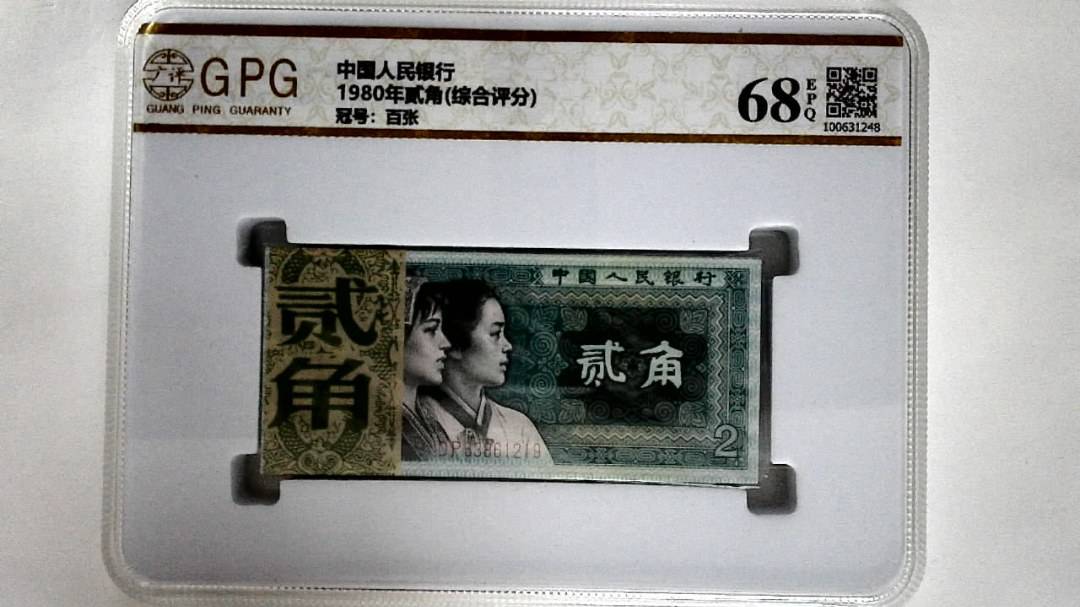 广评
GPG
GUANG PING GUARANTY
中国人民银行
1980年贰角(综合评分)
冠号：百张
68
EPQ
100631248
贰角
中国人民银行
贰角
2